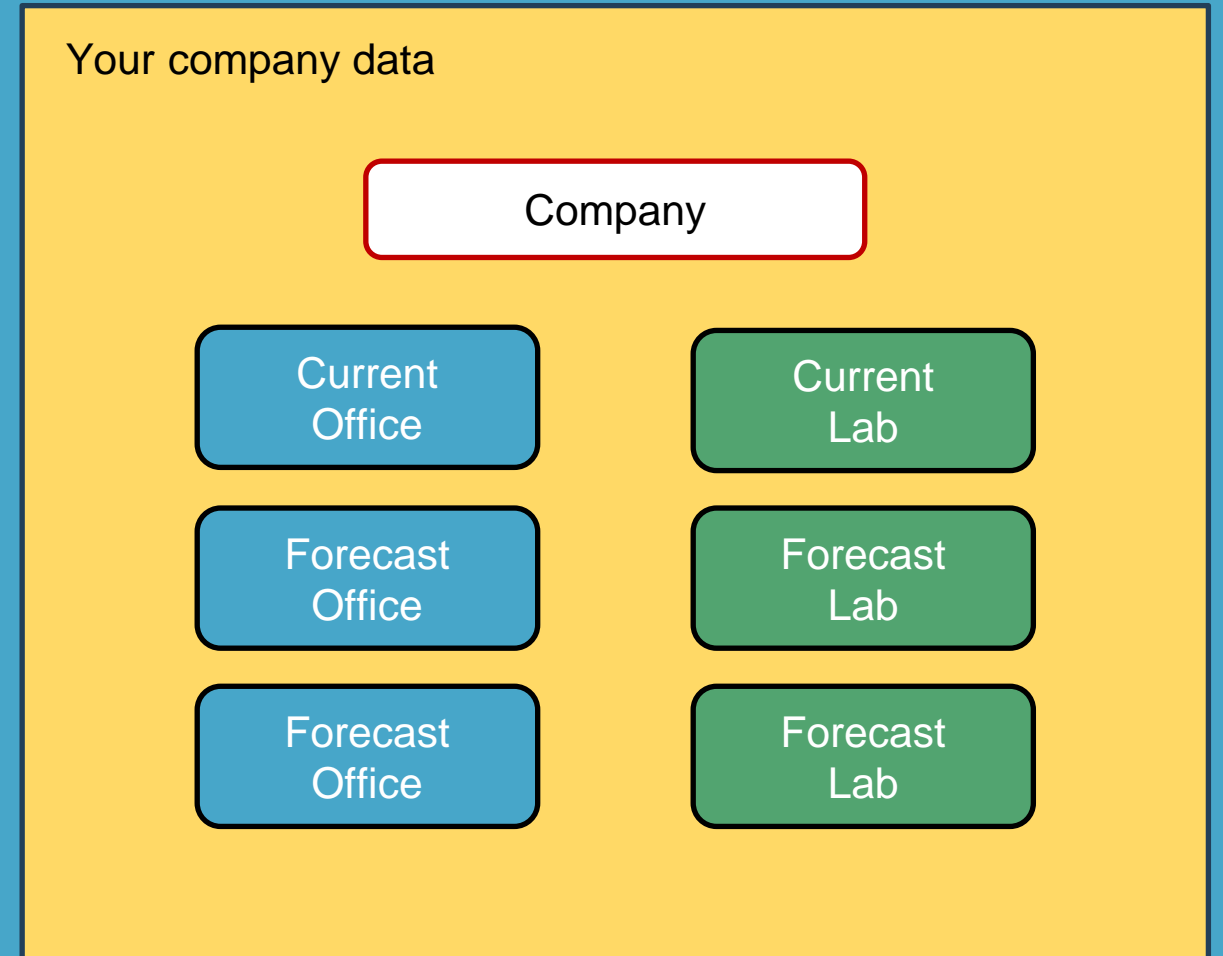 Your company data
Company
Current
Office
Current
Lab
Forecast
Office
Forecast
Lab
Forecast
Office
Forecast
Lab